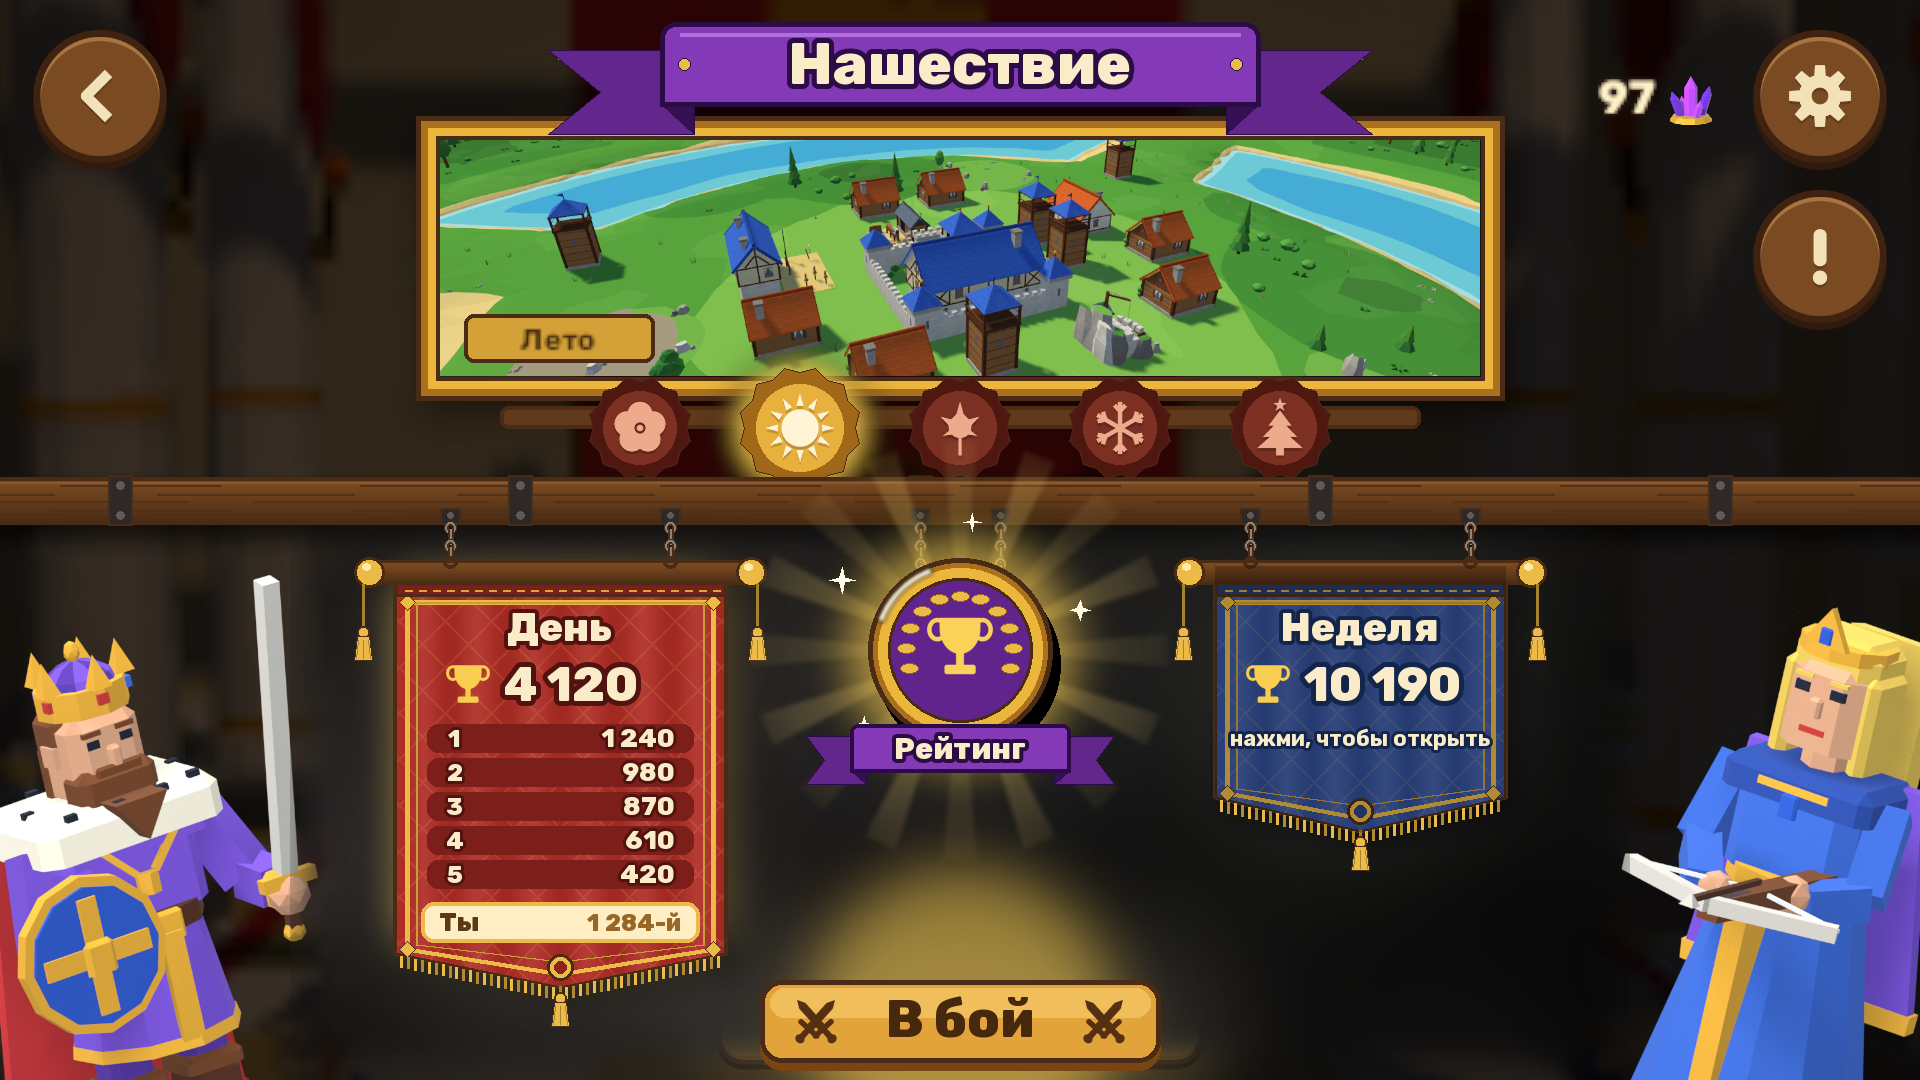 Нашествие
97
Лето
День
4 120
1 1 240
2 980
3 870
4 610
5 420
Ты 1 284-й
Рейтинг
Неделя
10 190
нажми, чтобы открыть
В бой